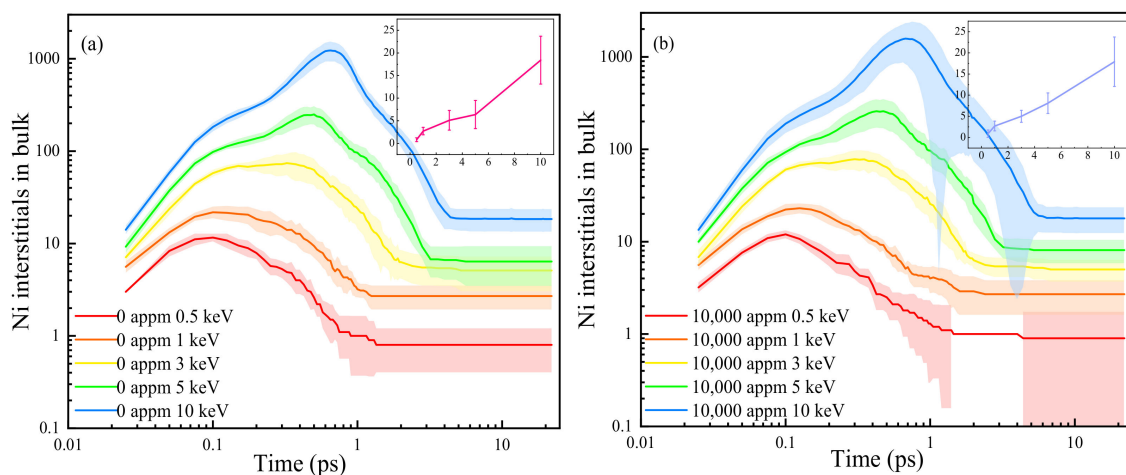 (a)
Ni interstitials in bulk
1000
100
10
1
0.1
0.01
0.1
1
10
Time (ps)
0 appm 0.5 keV
0 appm 1 keV
0 appm 3 keV
0 appm 5 keV
0 appm 10 keV
25
20
15
10
5
0
0 2 4 6 8 10
(b)
Ni interstitials in bulk
1000
100
10
1
0.1
0.01
0.1
1
10
Time (ps)
10,000 appm 0.5 keV
10,000 appm 1 keV
10,000 appm 3 keV
10,000 appm 5 keV
10,000 appm 10 keV
25
20
15
10
5
0
0 2 4 6 8 10